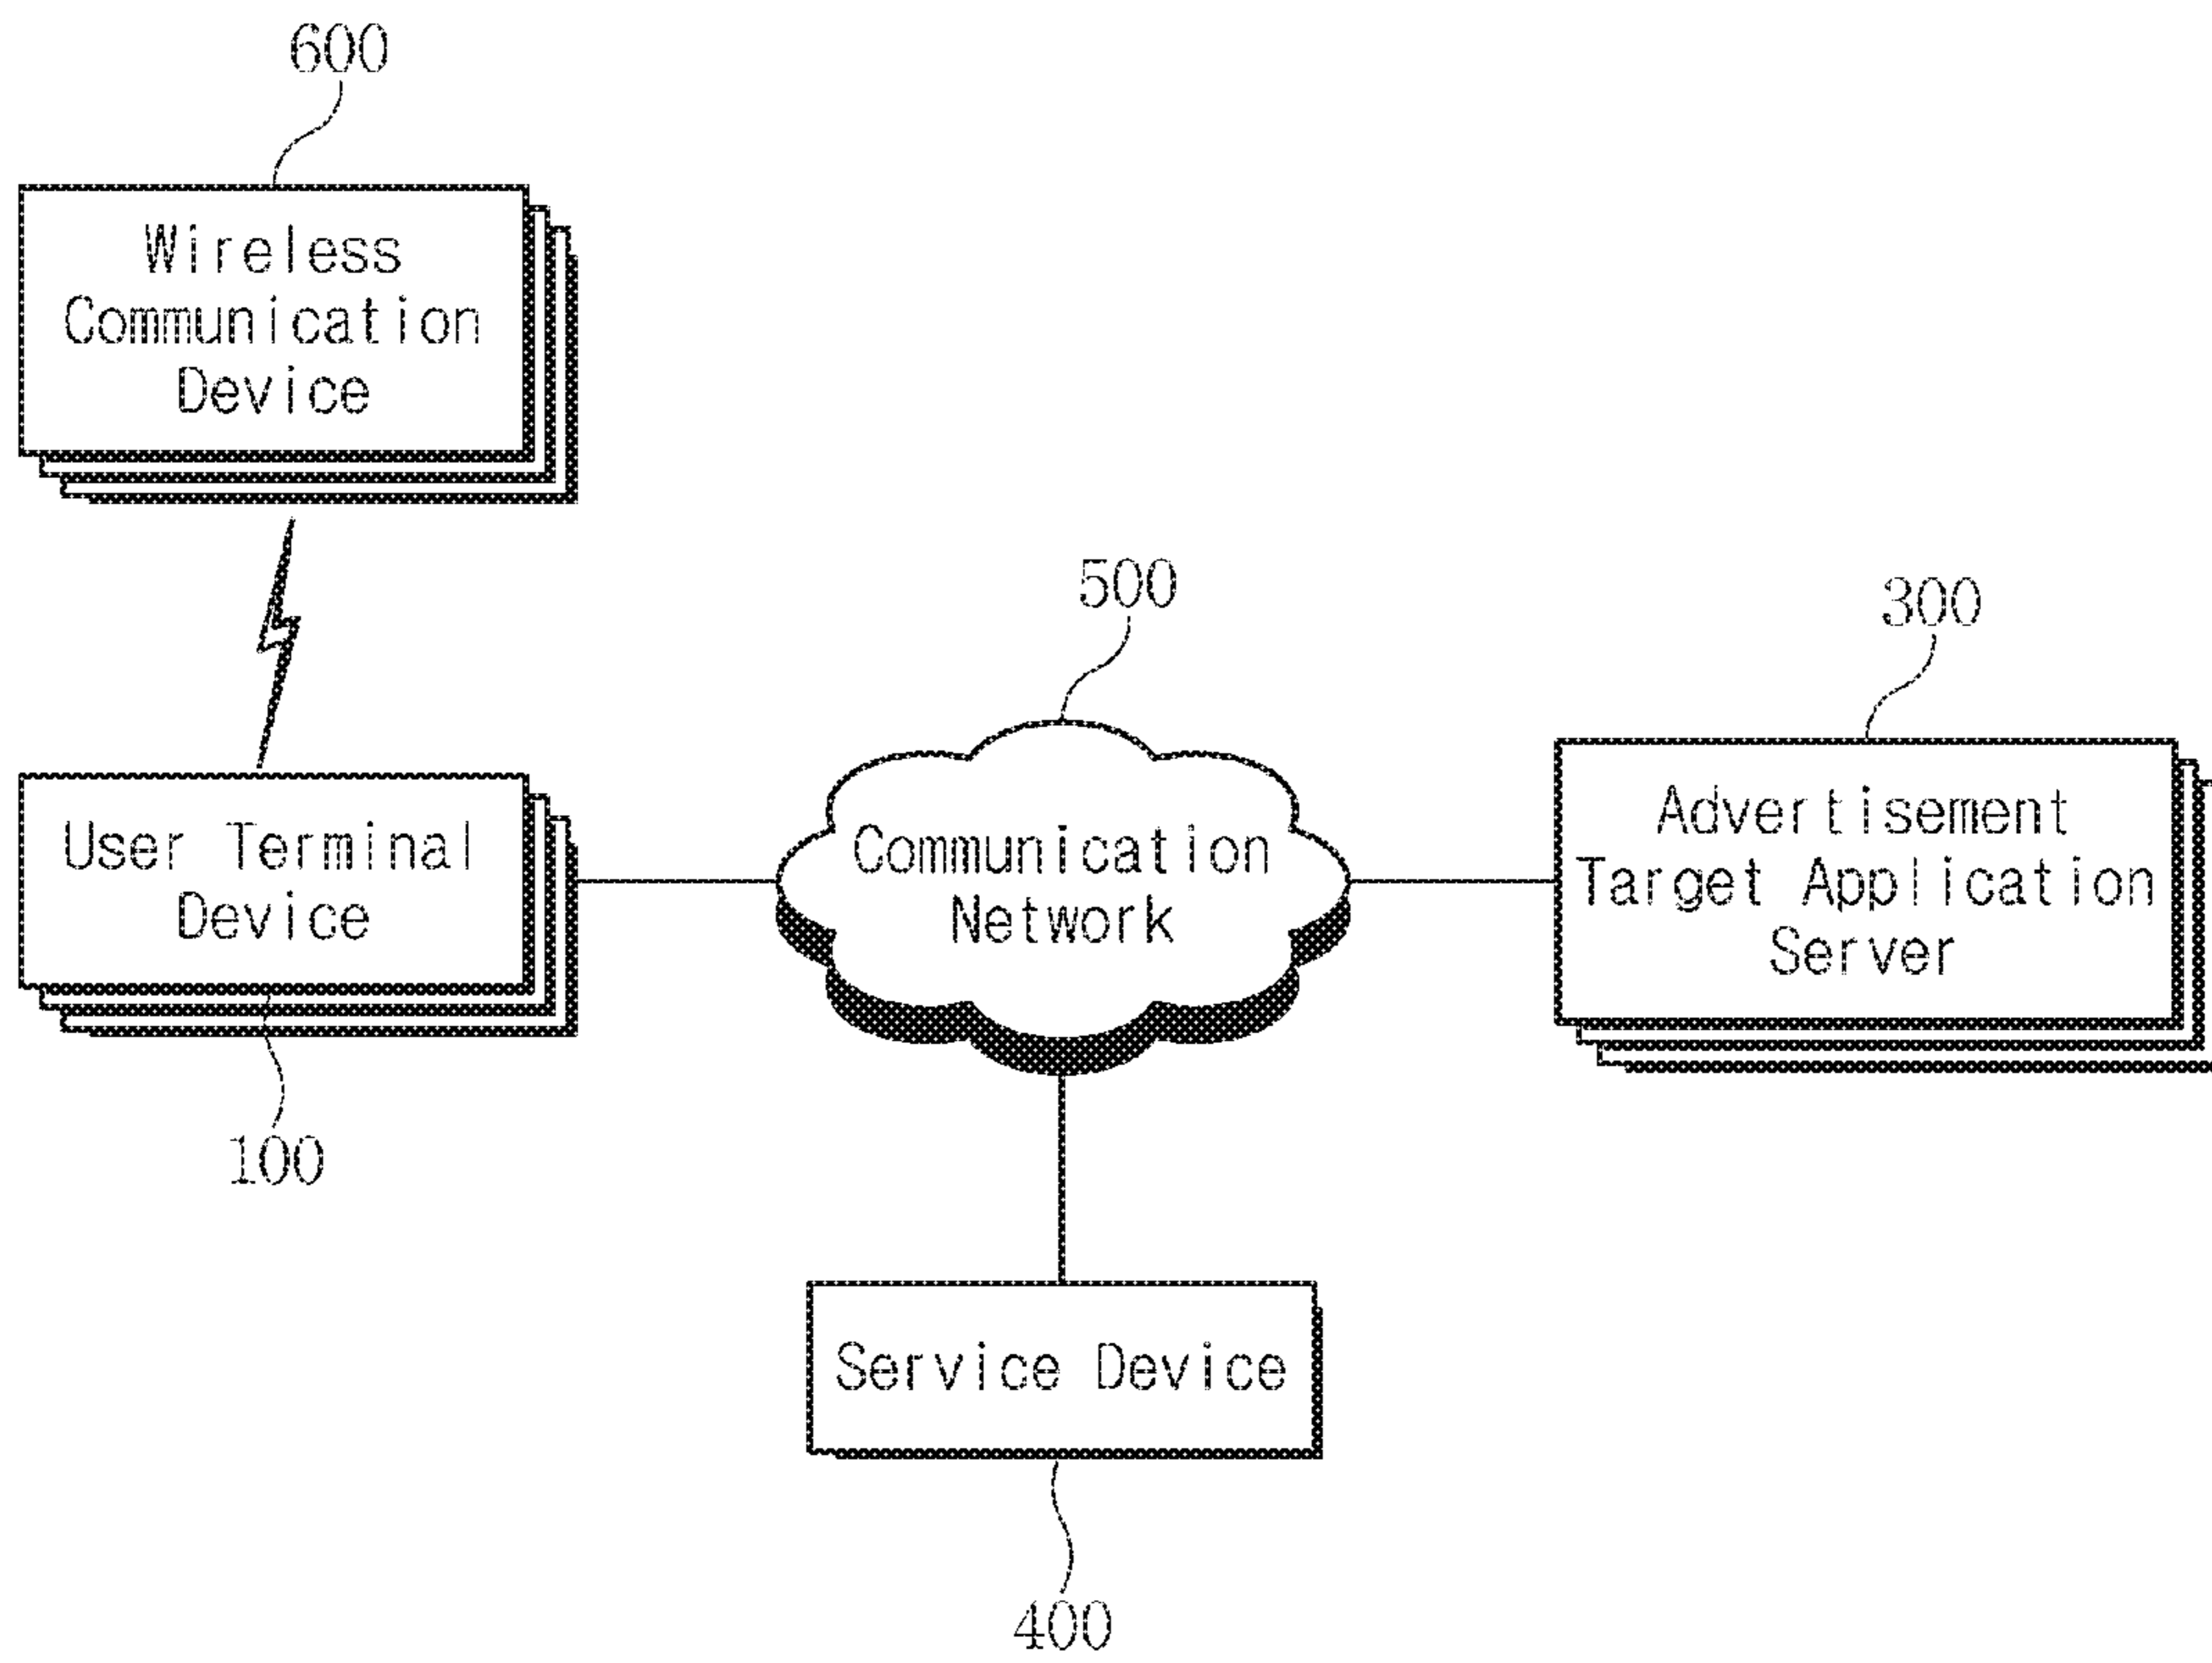 600
Wireless
Communication
Device
500
300
User Terminal
Device
Communication
Network
Advertisement
Target Application
Server
100
Service Device
400